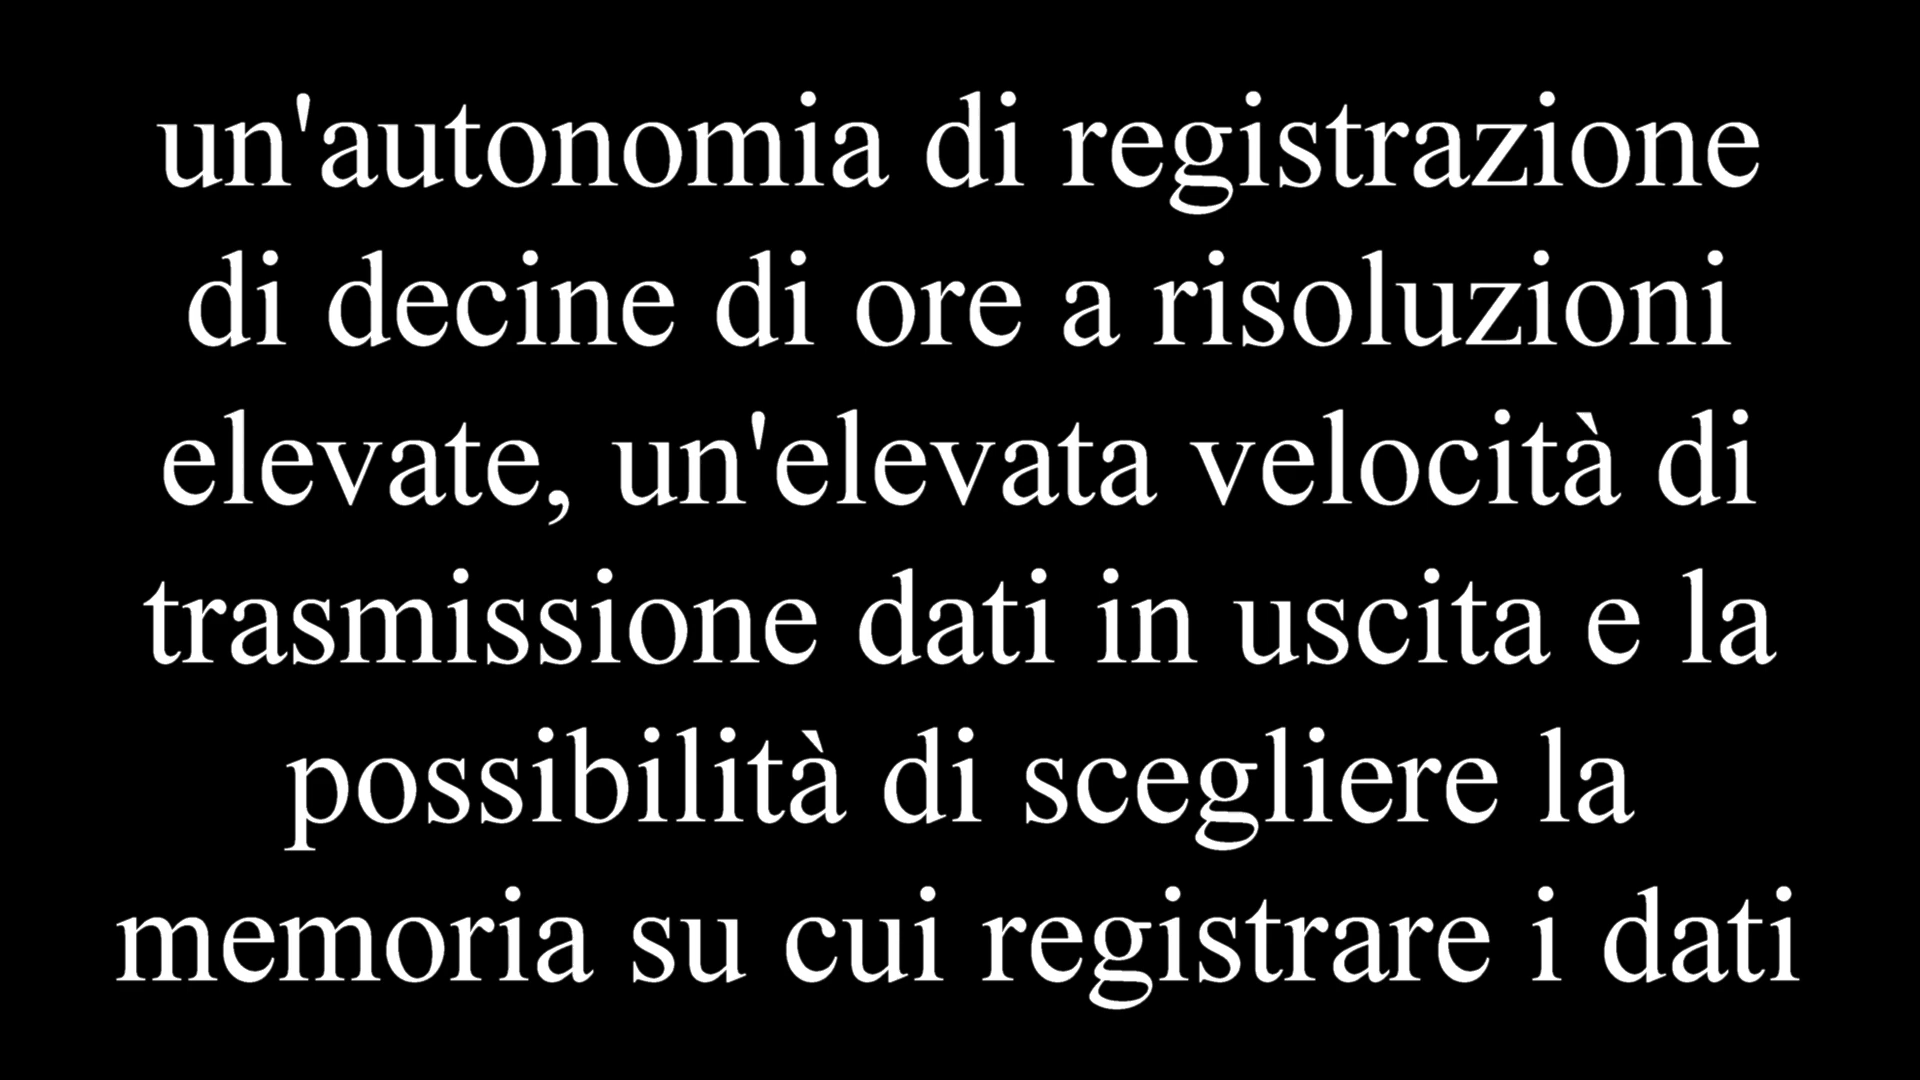 un'autonomia di registrazione
di decine di ore a risoluzioni
elevate, un'elevata velocità di
trasmissione dati in uscita e la
possibilità di scegliere la
memoria su cui registrare i dati